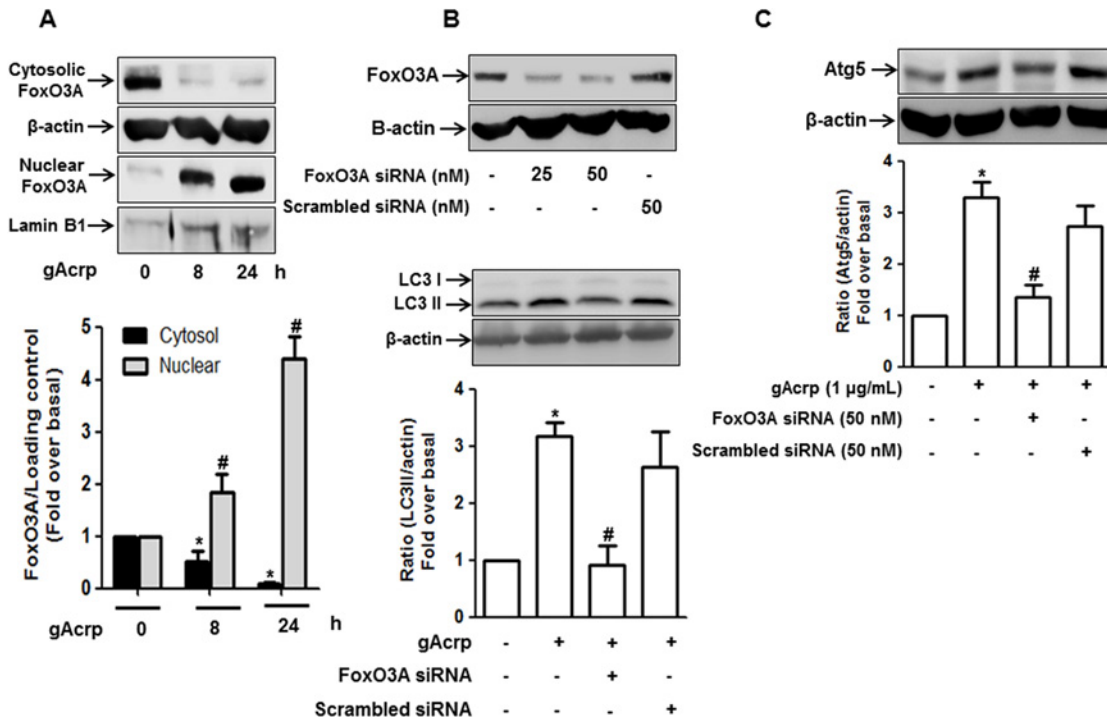 A
Cytosolic
FoxO3A
β-actin
Nuclear
FoxO3A
Lamin B1
gAcrp 0 8 24 h
FoxO3A/Loading control
(Fold over basal)
5
4
3
2
1
0
Cytosol
Nuclear
* # * #
gAcrp 0 8 24 h
B
FoxO3A
B-actin
FoxO3A siRNA (nM) - 25 50 -
Scrambled siRNA (nM) - - - 50
LC3 I
LC3 II
β-actin
Ratio (LC3II/actin)
Fold over basal
4
3
2
1
0
* #
gAcrp - + + +
FoxO3A siRNA - - + -
Scrambled siRNA - - - +
C
Atg5
β-actin
Ratio (Atg5/actin)
Fold over basal
4
3
2
1
0
* #
gAcrp (1 µg/mL) - + + +
FoxO3A siRNA (50 nM) - - + -
Scrambled siRNA (50 nM) - - - +